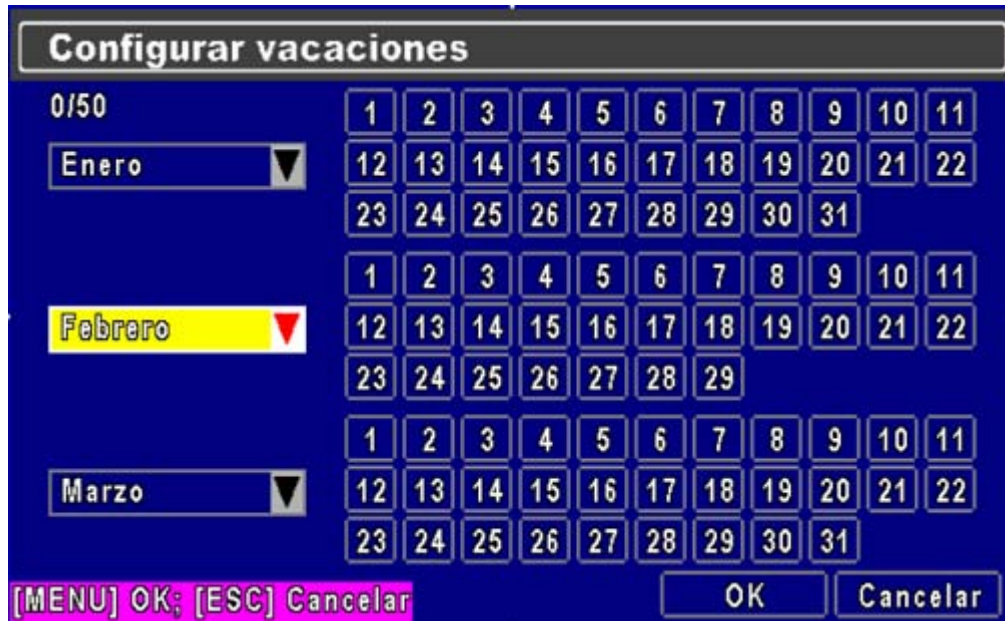 Configurar vacaciones
0/50
1 2 3 4 5 6 7 8 9 10 11
Enero
12 13 14 15 16 17 18 19 20 21 22
23 24 25 26 27 28 29 30 31
1 2 3 4 5 6 7 8 9 10 11
Febrero
12 13 14 15 16 17 18 19 20 21 22
23 24 25 26 27 28 29
1 2 3 4 5 6 7 8 9 10 11
Marzo
12 13 14 15 16 17 18 19 20 21 22
23 24 25 26 27 28 29 30 31
[MENU] OK; [ESC] Cancelar
OK
Cancelar